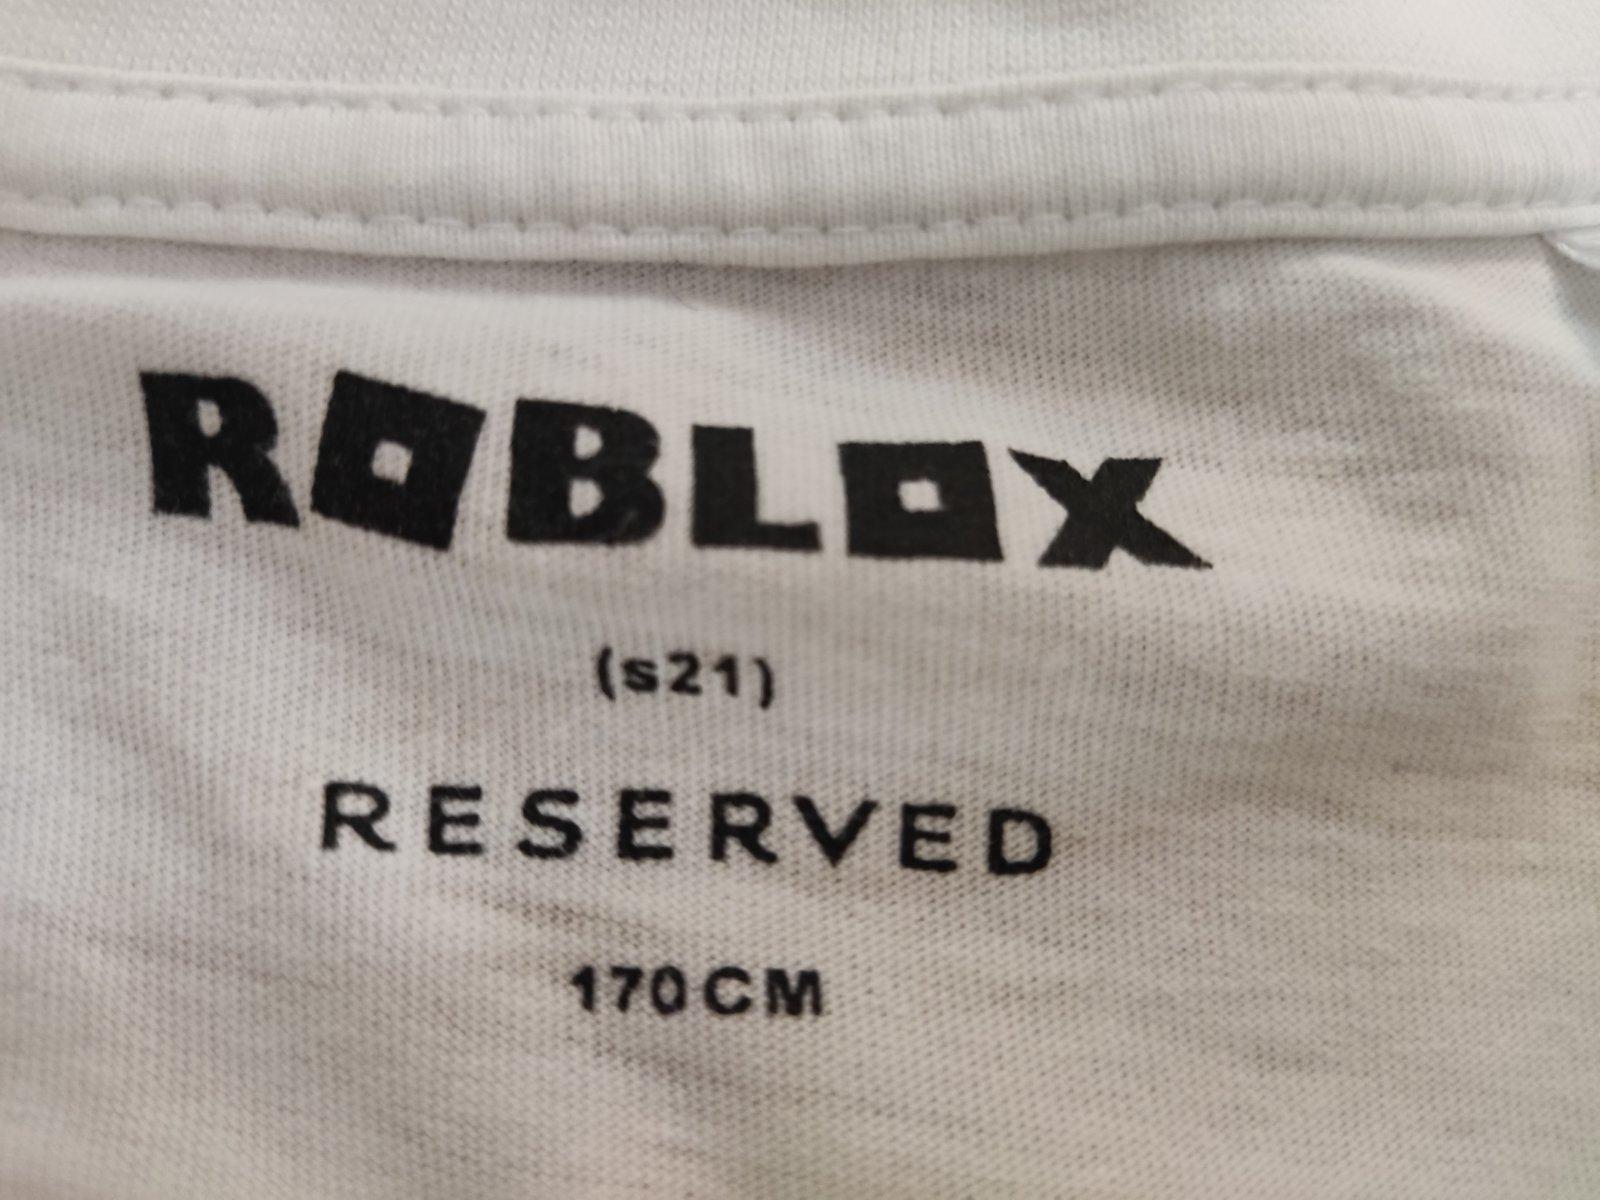 ROBLOX
(s21)
RESERVED
170CM